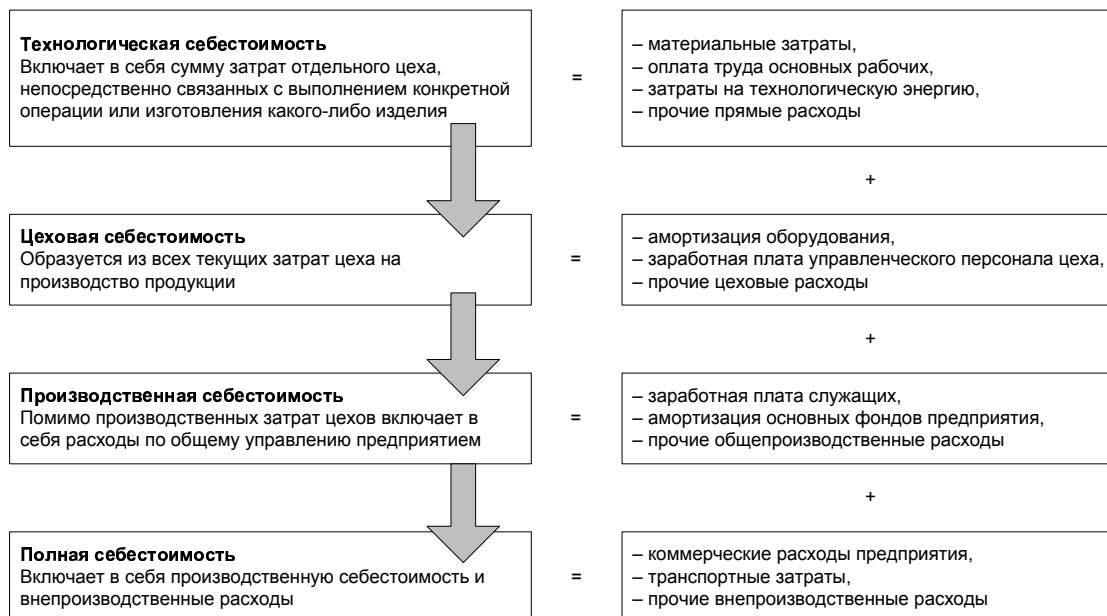 Технологическая себестоимость
Включает в себя сумму затрат отдельного цеха,
непосредственно связанных с выполнением конкретной
операции или изготовления какого-либо изделия
=
– материальные затраты,
– оплата труда основных рабочих,
– затраты на технологическую энергию,
– прочие прямые расходы
+
Цеховая себестоимость
Образуется из всех текущих затрат цеха на
производство продукции
=
– амортизация оборудования,
– заработная плата управленческого персонала цеха,
– прочие цеховые расходы
+
Производственная себестоимость
Помимо производственных затрат цехов включает в
себя расходы по общему управлению предприятием
=
– заработная плата служащих,
– амортизация основных фондов предприятия,
– прочие общепроизводственные расходы
+
Полная себестоимость
Включает в себя производственную себестоимость и
внепроизводственные расходы
=
– коммерческие расходы предприятия,
– транспортные затраты,
– прочие внепроизводственные расходы